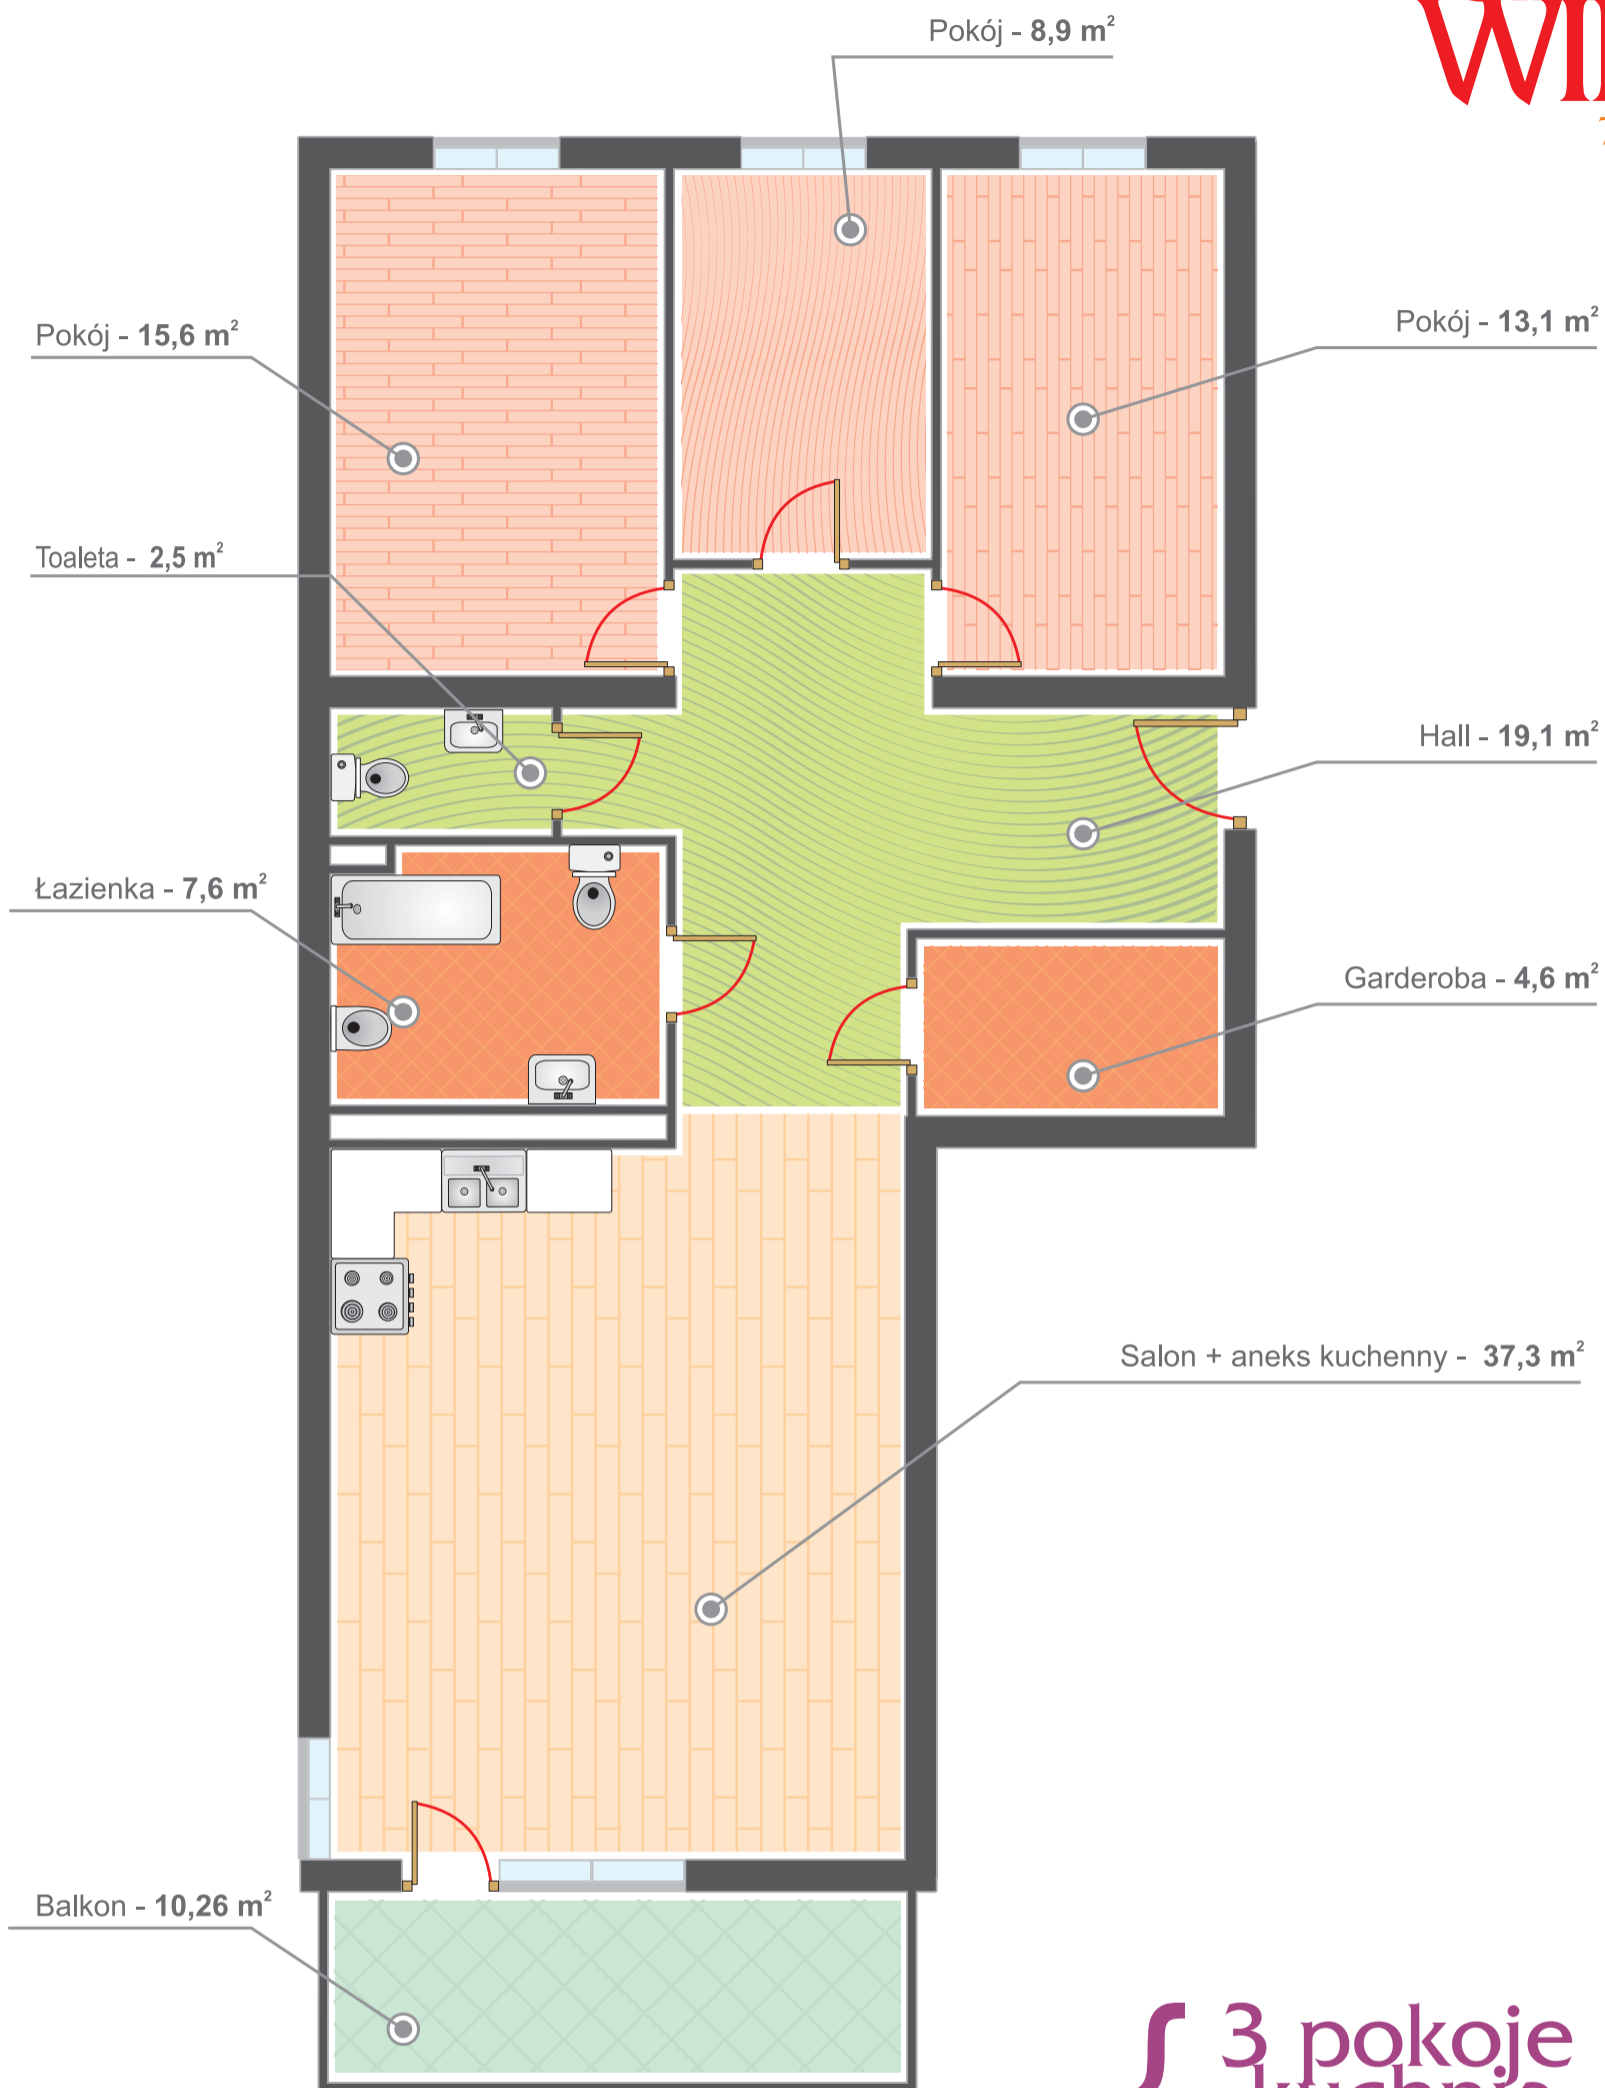 Pokój - 8,9 m²
Pokój - 15,6 m²
Pokój - 13,1 m²
Toaleta - 2,5 m²
Hall - 19,1 m²
Łazienka - 7,6 m²
Garderoba - 4,6 m²
Salon + aneks kuchenny - 37,3 m²
Balkon - 10,26 m²
{ 3 pokoje
kuchnia